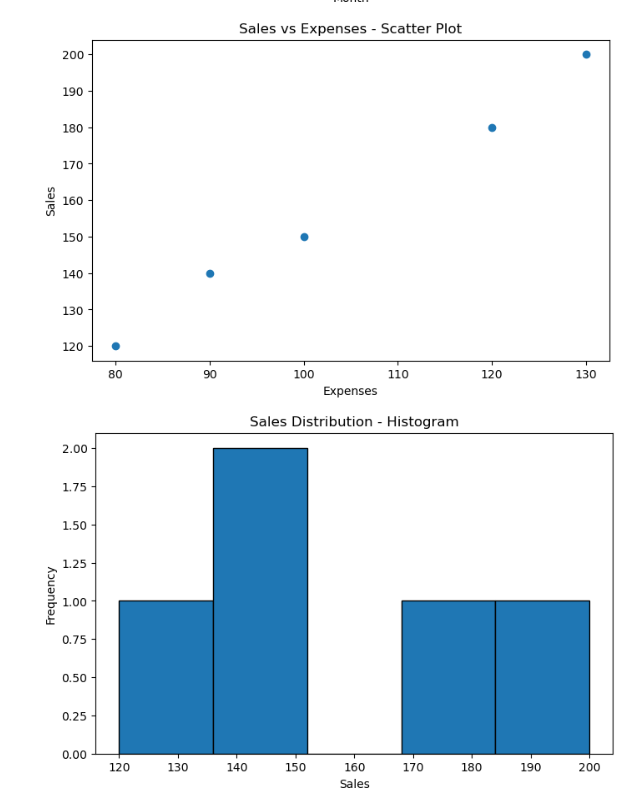 Month
Sales vs Expenses - Scatter Plot
200
190
180
170
160
150
140
130
120
Sales
80 90 100 110 120 130
Expenses
Sales Distribution - Histogram
2.00
1.75
1.50
1.25
1.00
0.75
0.50
0.25
0.00
Frequency
120 130 140 150 160 170 180 190 200
Sales